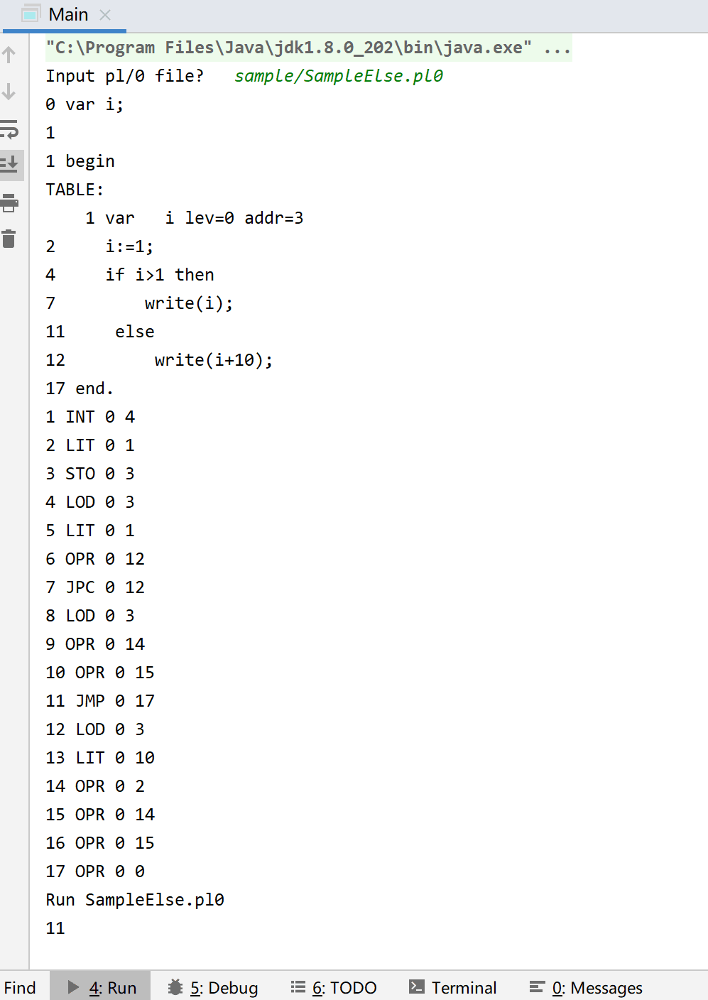 Main
"C:\Program Files\Java\jdk1.8.0_202\bin\java.exe" ...
Input pl/0 file?   sample/SampleElse.pl0
0 var i;
1
1 begin
TABLE:
    1 var   i lev=0 addr=3
2     i:=1;
4     if i>1 then
7         write(i);
11     else
12         write(i+10);
17 end.
1 INT 0 4
2 LIT 0 1
3 STO 0 3
4 LOD 0 3
5 LIT 0 1
6 OPR 0 12
7 JPC 0 12
8 LOD 0 3
9 OPR 0 14
10 OPR 0 15
11 JMP 0 17
12 LOD 0 3
13 LIT 0 10
14 OPR 0 2
15 OPR 0 14
16 OPR 0 15
17 OPR 0 0
Run SampleElse.pl0
11
Find 4: Run 5: Debug 6: TODO Terminal 0: Messages